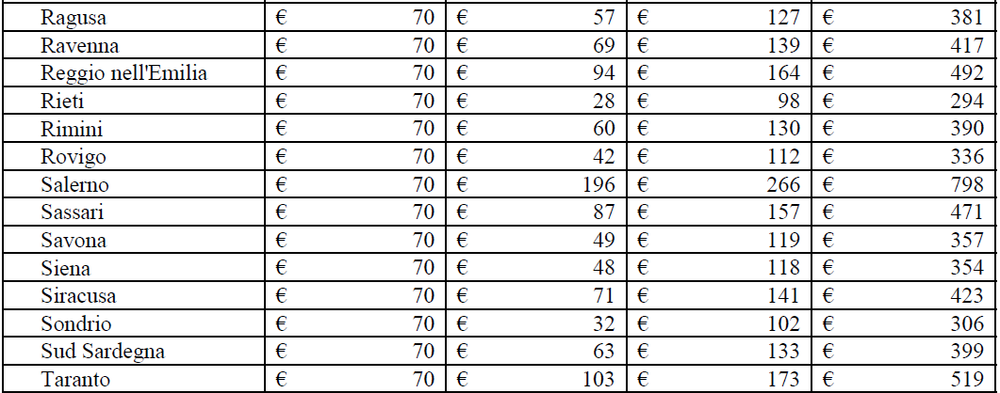 Ragusa € 70 € 57 € 127 € 381
Ravenna € 70 € 69 € 139 € 417
Reggio nell'Emilia € 70 € 94 € 164 € 492
Rieti € 70 € 28 € 98 € 294
Rimini € 70 € 60 € 130 € 390
Rovigo € 70 € 42 € 112 € 336
Salerno € 70 € 196 € 266 € 798
Sassari € 70 € 87 € 157 € 471
Savona € 70 € 49 € 119 € 357
Siena € 70 € 48 € 118 € 354
Siracusa € 70 € 71 € 141 € 423
Sondrio € 70 € 32 € 102 € 306
Sud Sardegna € 70 € 63 € 133 € 399
Taranto € 70 € 103 € 173 € 519